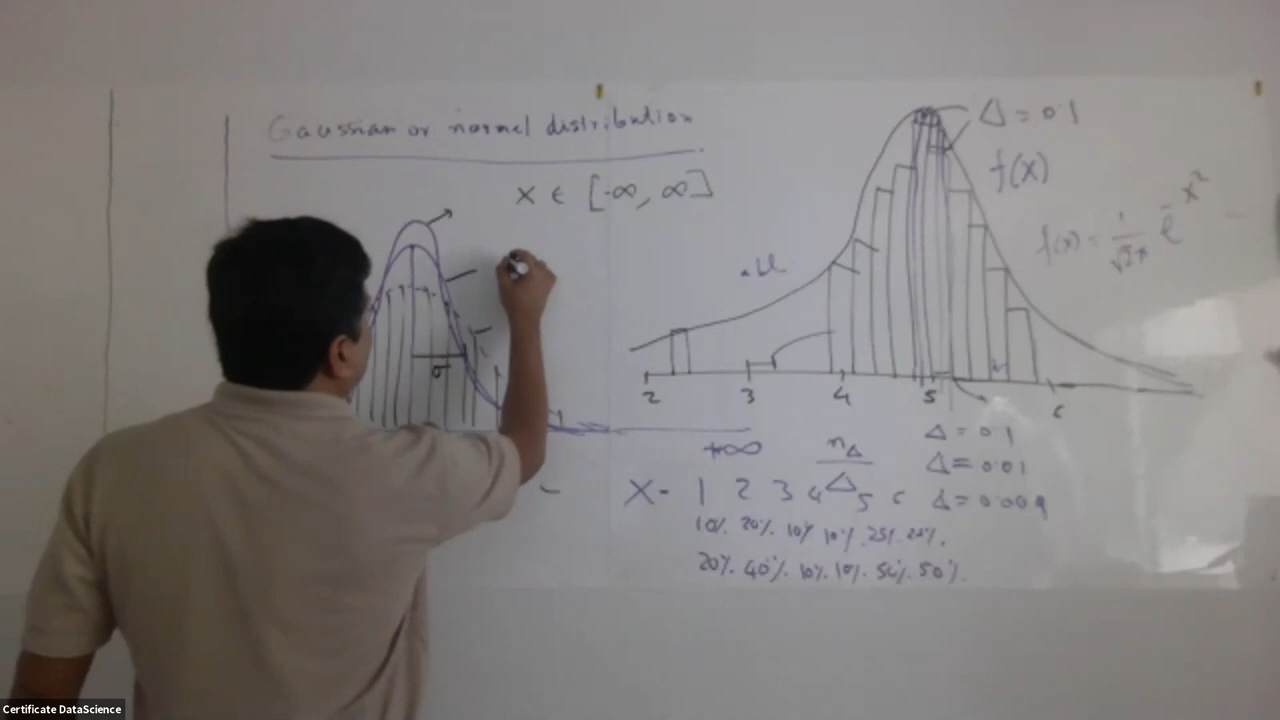 Gaussian or normal distribution
X ∈ [-∞, ∞]
σ
+∞
Δ = 0.1
f(x)
f(x) = 1/√2π e^-x²
2 3 4 5 6
nΔ
Δ
Δ = 0.1
Δ = 0.01
Δ = 0.001
X - 1 2 3 4 5 6
10% 20% 10% 10% 25% 25%
20% 40% 10% 10% 50% 50%
Certificate DataScience